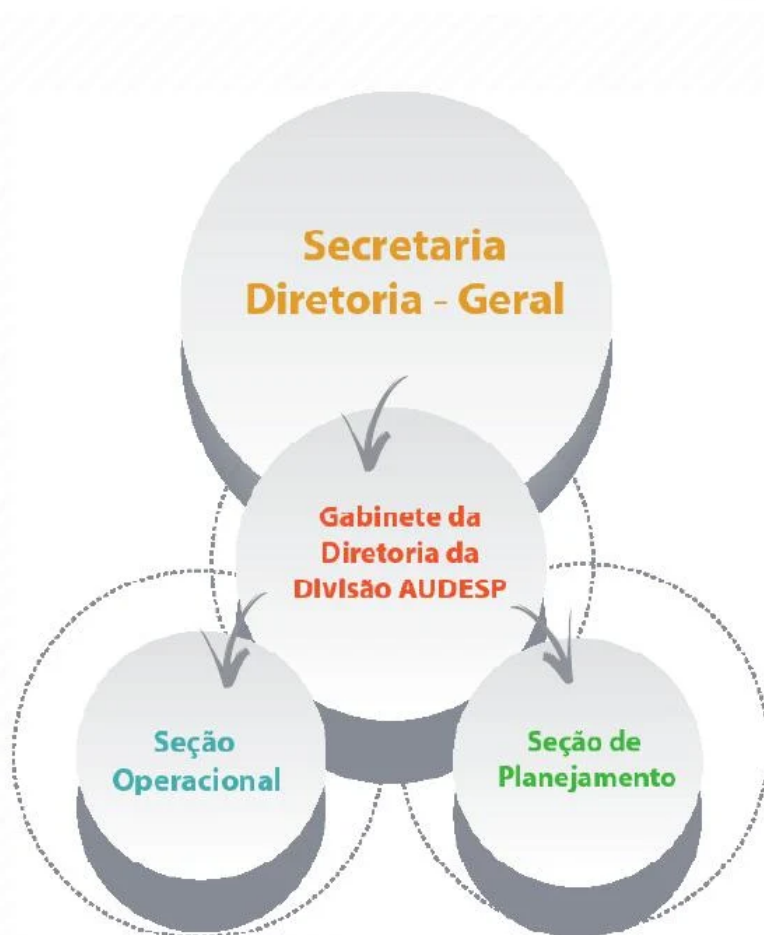 Secretaria
Diretoria - Geral
Gabinete da
Diretoria da
Divisão AUDESP
Seção
Operacional
Seção de
Planejamento